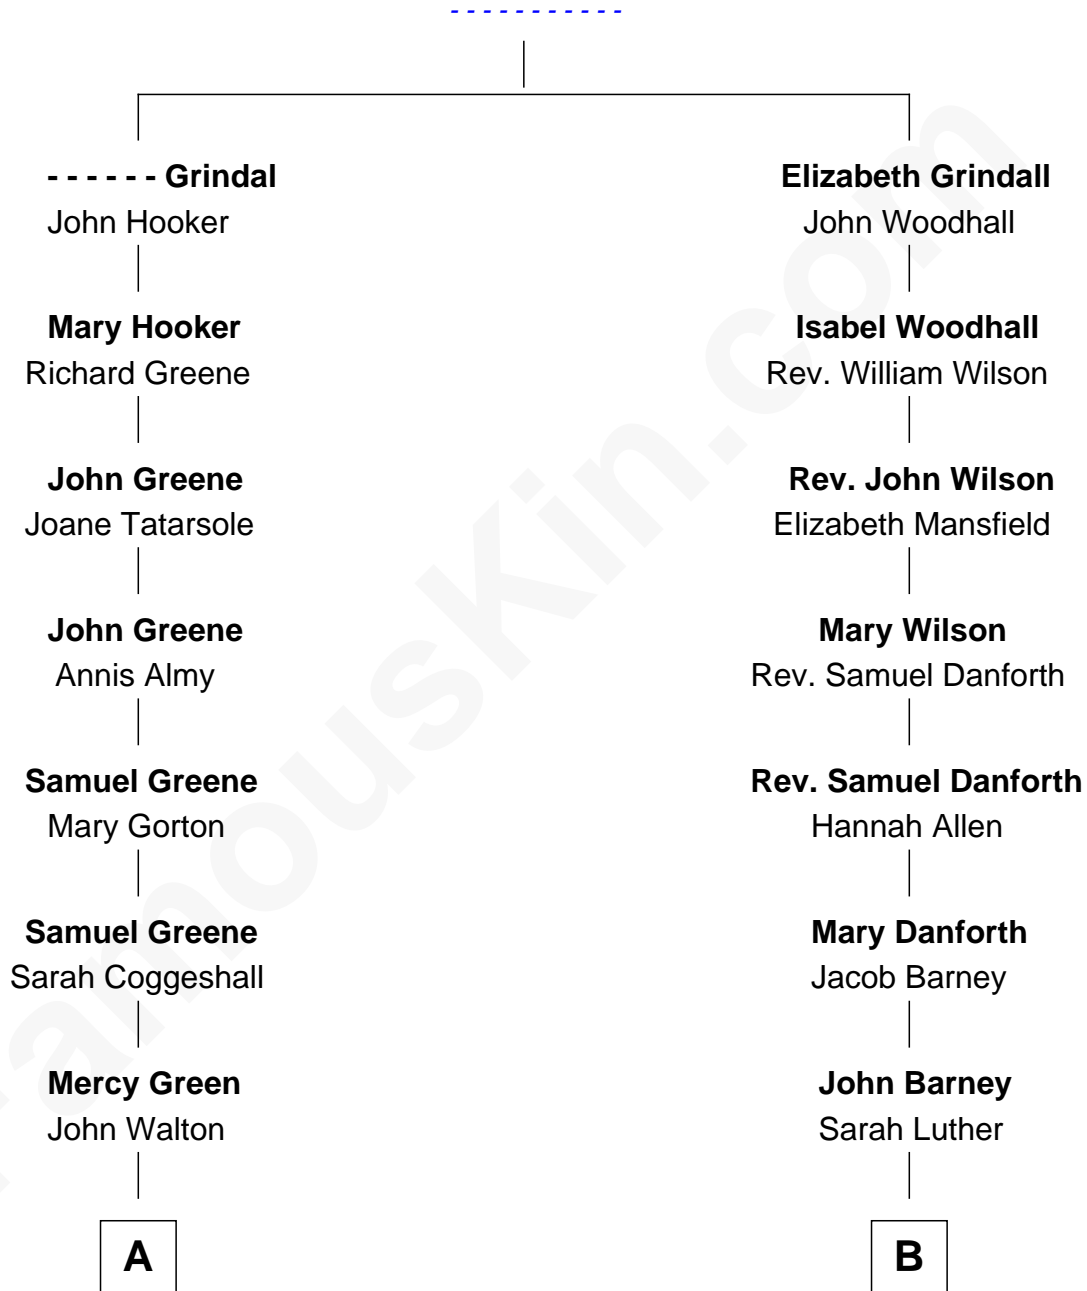 - - - - - - - - - - -
- - - - - - Grindal
John Hooker
Mary Hooker
Richard Greene
John Greene
Joane Tatarsole
John Greene
Annis Almy
Samuel Greene
Mary Gorton
Samuel Greene
Sarah Coggeshall
Mercy Green
John Walton
A
Elizabeth Grindall
John Woodhall
Isabel Woodhall
Rev. William Wilson
Rev. John Wilson
Elizabeth Mansfield
Mary Wilson
Rev. Samuel Danforth
Rev. Samuel Danforth
Hannah Allen
Mary Danforth
Jacob Barney
John Barney
Sarah Luther
B
FamousKin.com